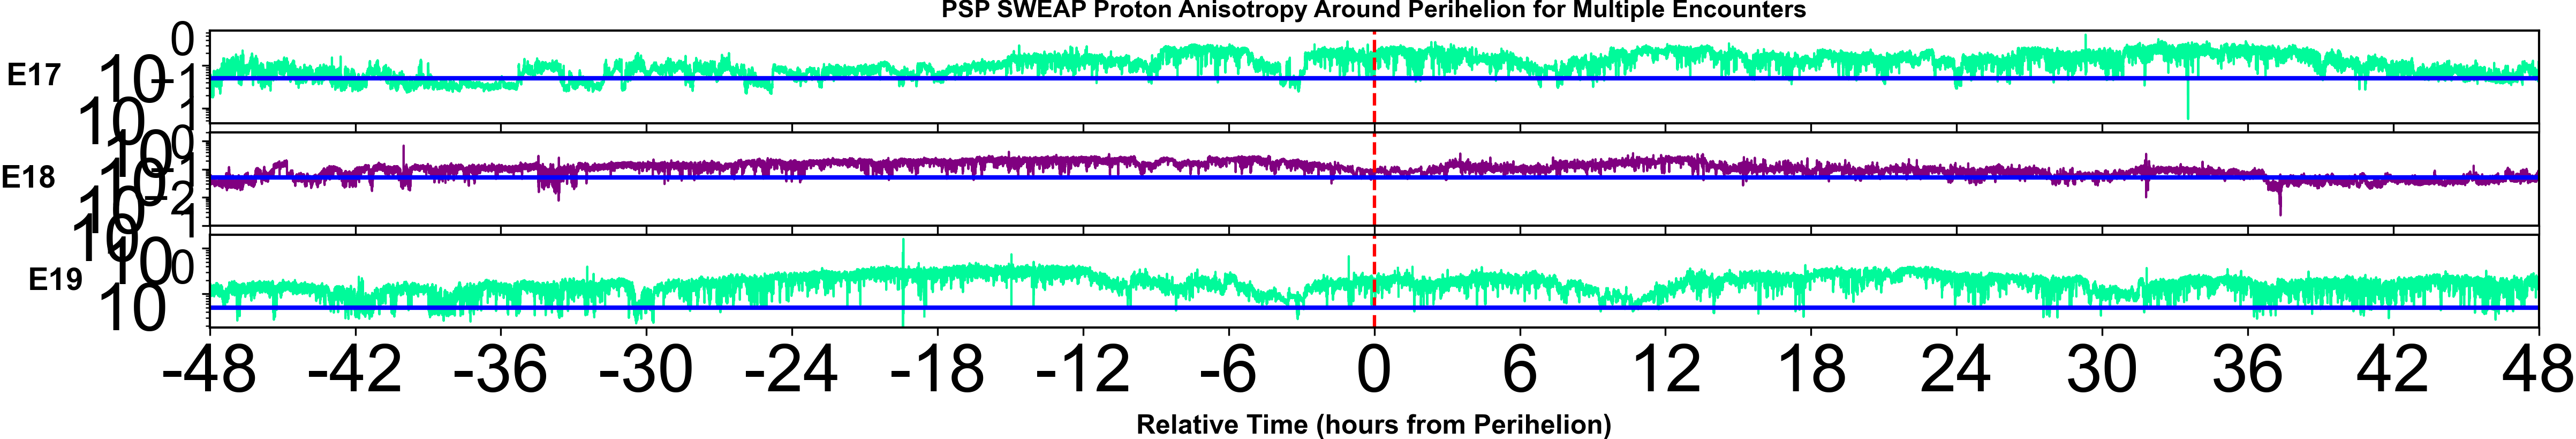 PSP SWEAP Proton Anisotropy Around Perihelion for Multiple Encounters
E17
E18
E19
-48 -42 -36 -30 -24 -18 -12 -6 0 6 12 18 24 30 36 42 48
Relative Time (hours from Perihelion)